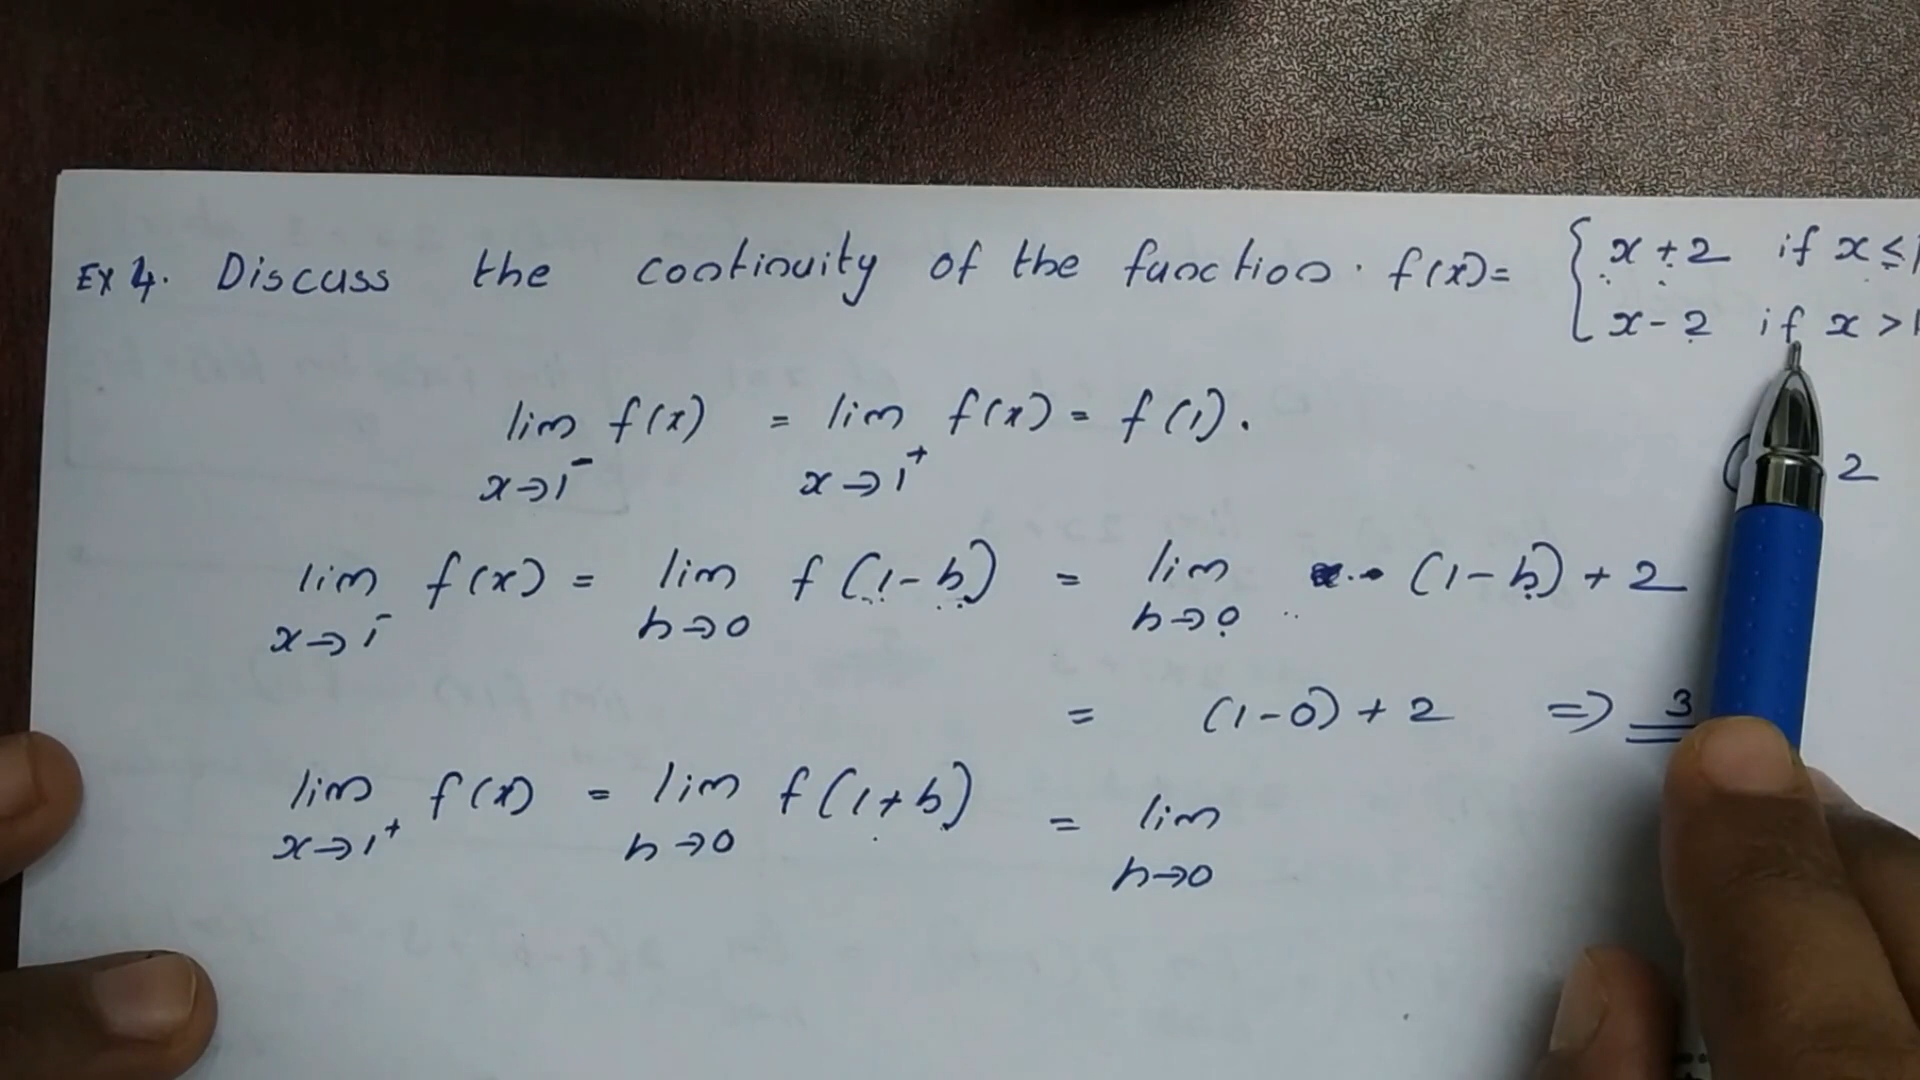 Ex 4. Discuss the continuity of the function. f(x) = { x + 2 if x ≤ 1
x - 2 if x > 1
lim f(x) = lim f(x) = f(1).
x→1⁻ x→1⁺
2
lim f(x) = lim f(1-h) = lim (1-h) + 2
x→1⁻ h→0 h→0
= (1-0) + 2 ⇒ 3
lim f(x) = lim f(1+h) = lim
x→1⁺ h→0 h→0